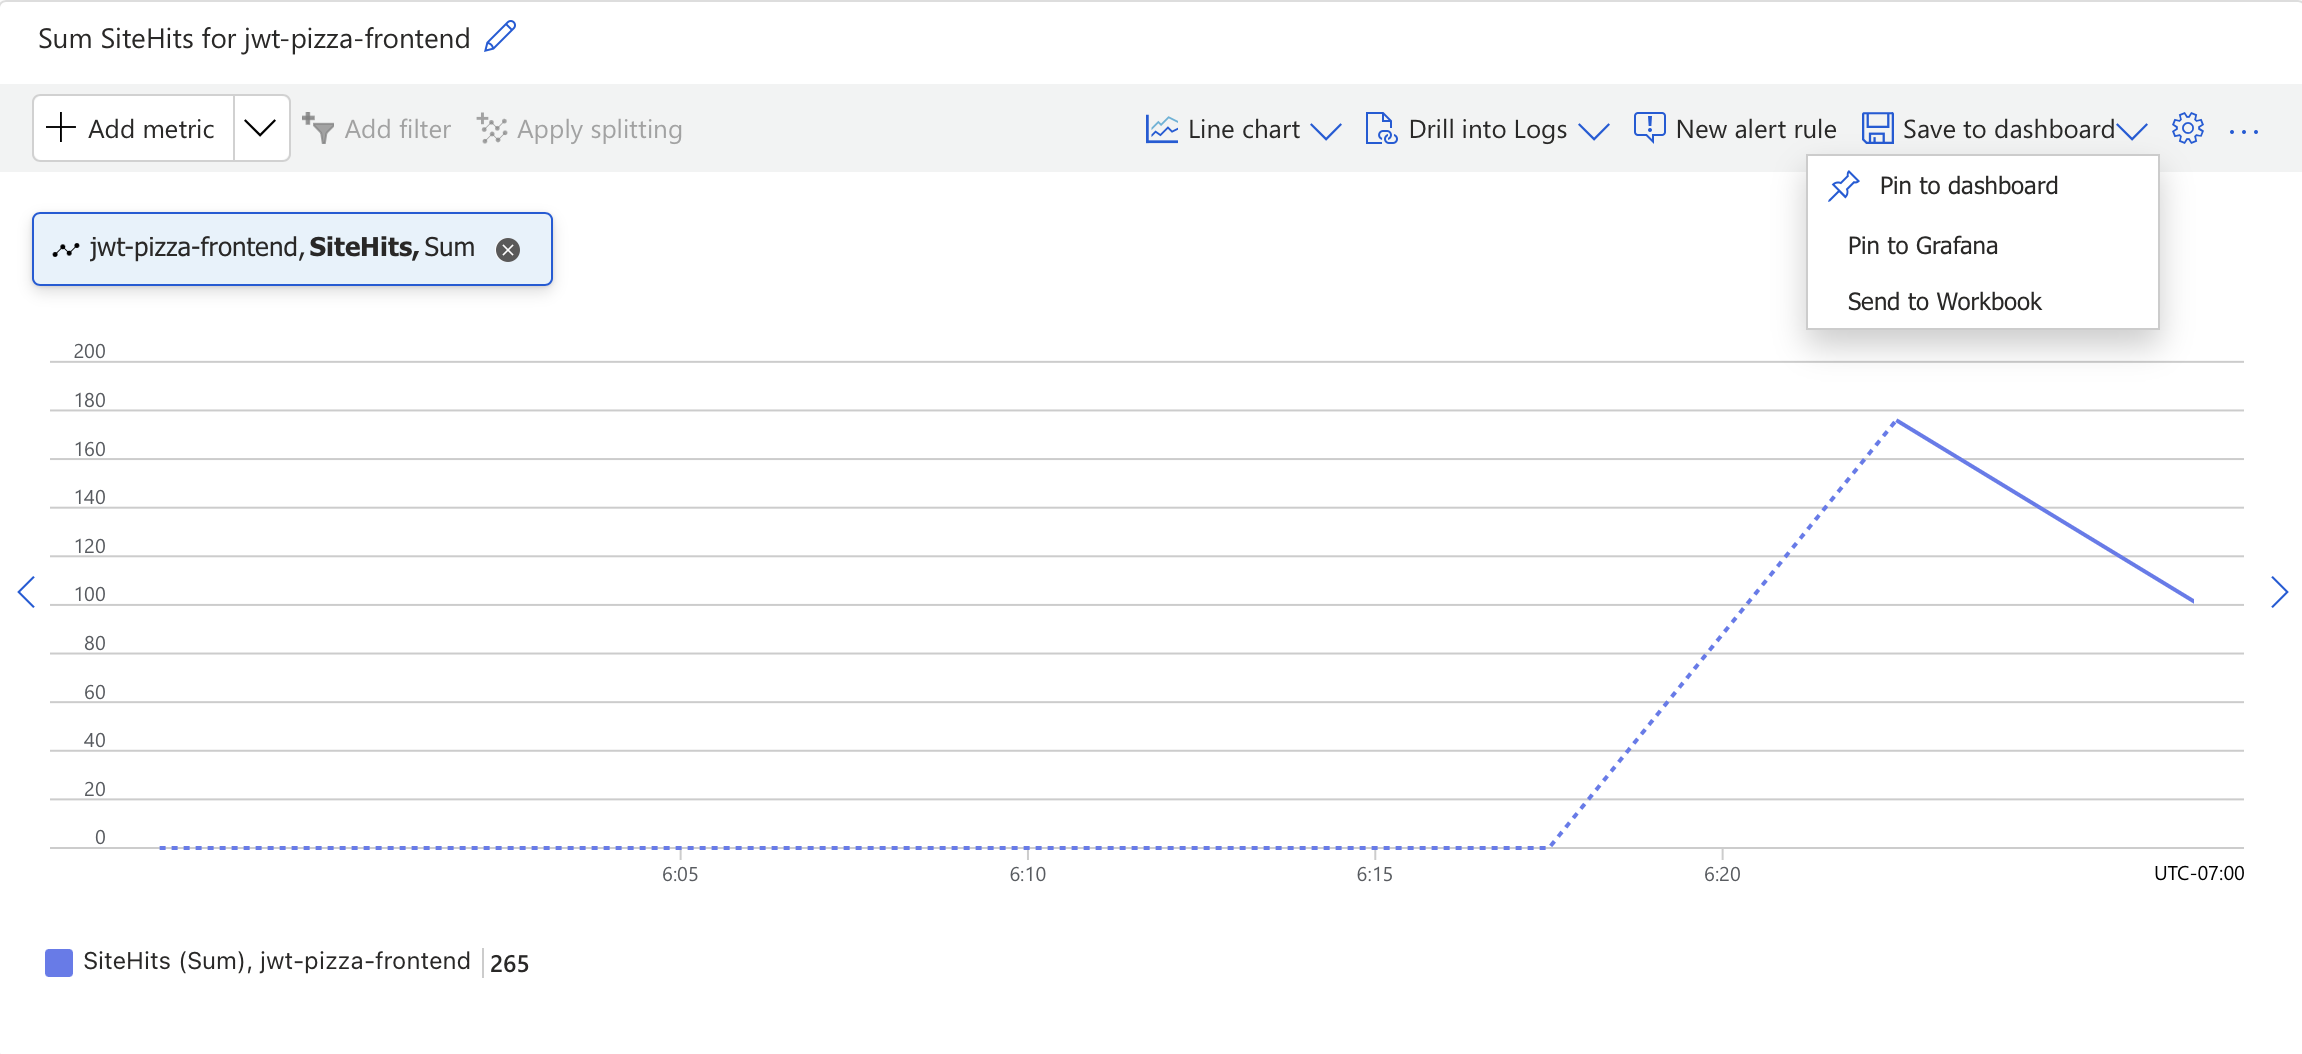 Sum SiteHits for jwt-pizza-frontend
Add metric
Add filter
Apply splitting
Line chart
Drill into Logs
New alert rule
Save to dashboard
Pin to dashboard
Pin to Grafana
Send to Workbook
jwt-pizza-frontend, SiteHits, Sum
200
180
160
140
120
100
80
60
40
20
0
6:05 6:10 6:15 6:20 UTC-07:00
SiteHits (Sum), jwt-pizza-frontend 265